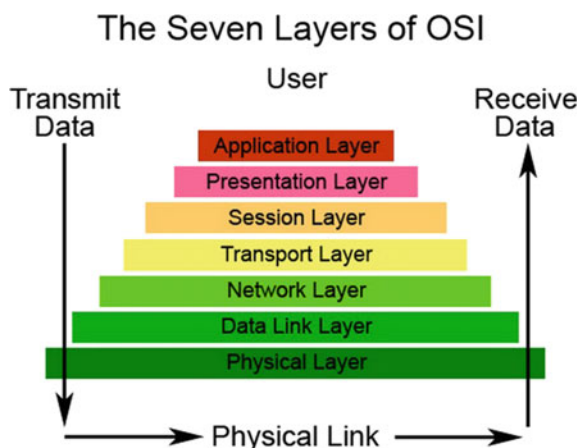 The Seven Layers of OSI
User
Transmit
Data
Receive
Data
Application Layer
Presentation Layer
Session Layer
Transport Layer
Network Layer
Data Link Layer
Physical Layer
Physical Link